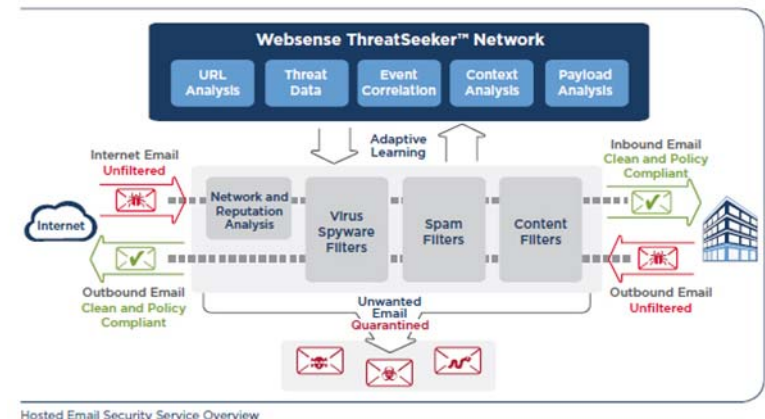 Websense ThreatSeeker™ Network
URL
Analysis
Threat
Data
Event
Correlation
Context
Analysis
Payload
Analysis
Adaptive
Learning
Internet Email
Unfiltered
Inbound Email
Clean and Policy
Compliant
Network and
Reputation
Analysis
Virus
Spyware
Filters
Spam
Filters
Content
Filters
Internet
Outbound Email
Clean and Policy
Compliant
Unwanted
Email
Quarantined
Outbound Email
Unfiltered
Hosted Email Security Service Overview